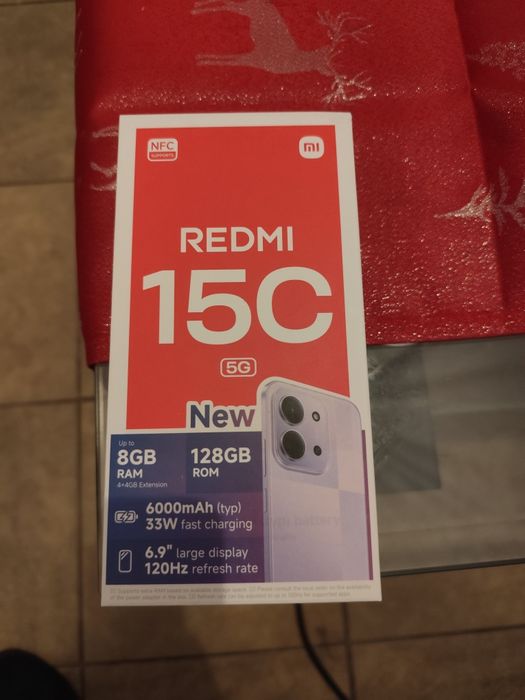 NFC
SUPPORTS
mi
REDMI
15C
5G
New
Up to
8GB
RAM
4+4GB Extension
128GB
ROM
6000mAh (typ)
33W fast charging
6.9" large display
120Hz refresh rate